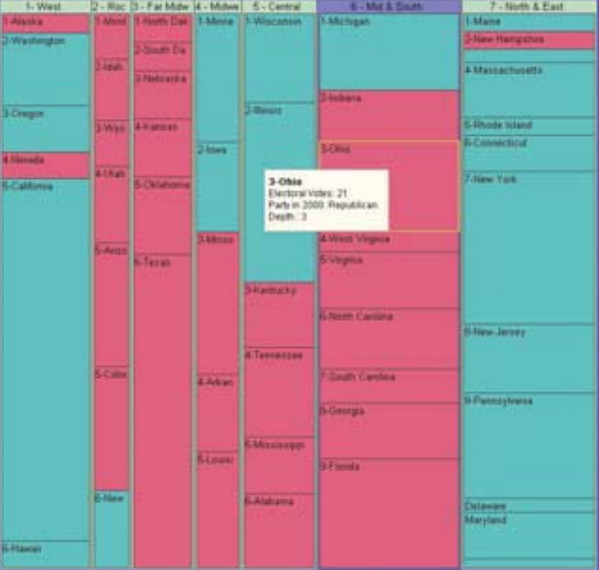 1- West
2 - Roc
3 - Far Midw
4 - Midwe
5 - Central
6 - Mid & South
7 - North & East
1-Alaska
2-Washington
3-Oregon
4-Nevada
5-California
6-Hawaii
1-Mont
2-Idah
3-Wyo
4-Utah
5-Arizo
5-Color
6-New
1-North Dak
2-South Da
3-Nebraska
4-Kansas
5-Oklahoma
6-Texas
1-Minne
2-Iowa
3-Misso
4-Arkan
5-Louisi
1-Wisconsin
2-Illinois
3-Kentucky
4-Tennessee
5-Mississippi
6-Alabama
1-Michigan
2-Indiana
3-Ohio
3-Ohio
Electoral Votes: 21
Party in 2000: Republican
Depth : 3
4-West Virginia
5-Virginia
6-North Carolina
7-South Carolina
8-Georgia
9-Florida
1-Maine
2-New Hampshire
4-Massachusetts
5-Rhode Island
6-Connecticut
7-New York
8-New Jersey
9-Pennsylvania
Delaware
Maryland